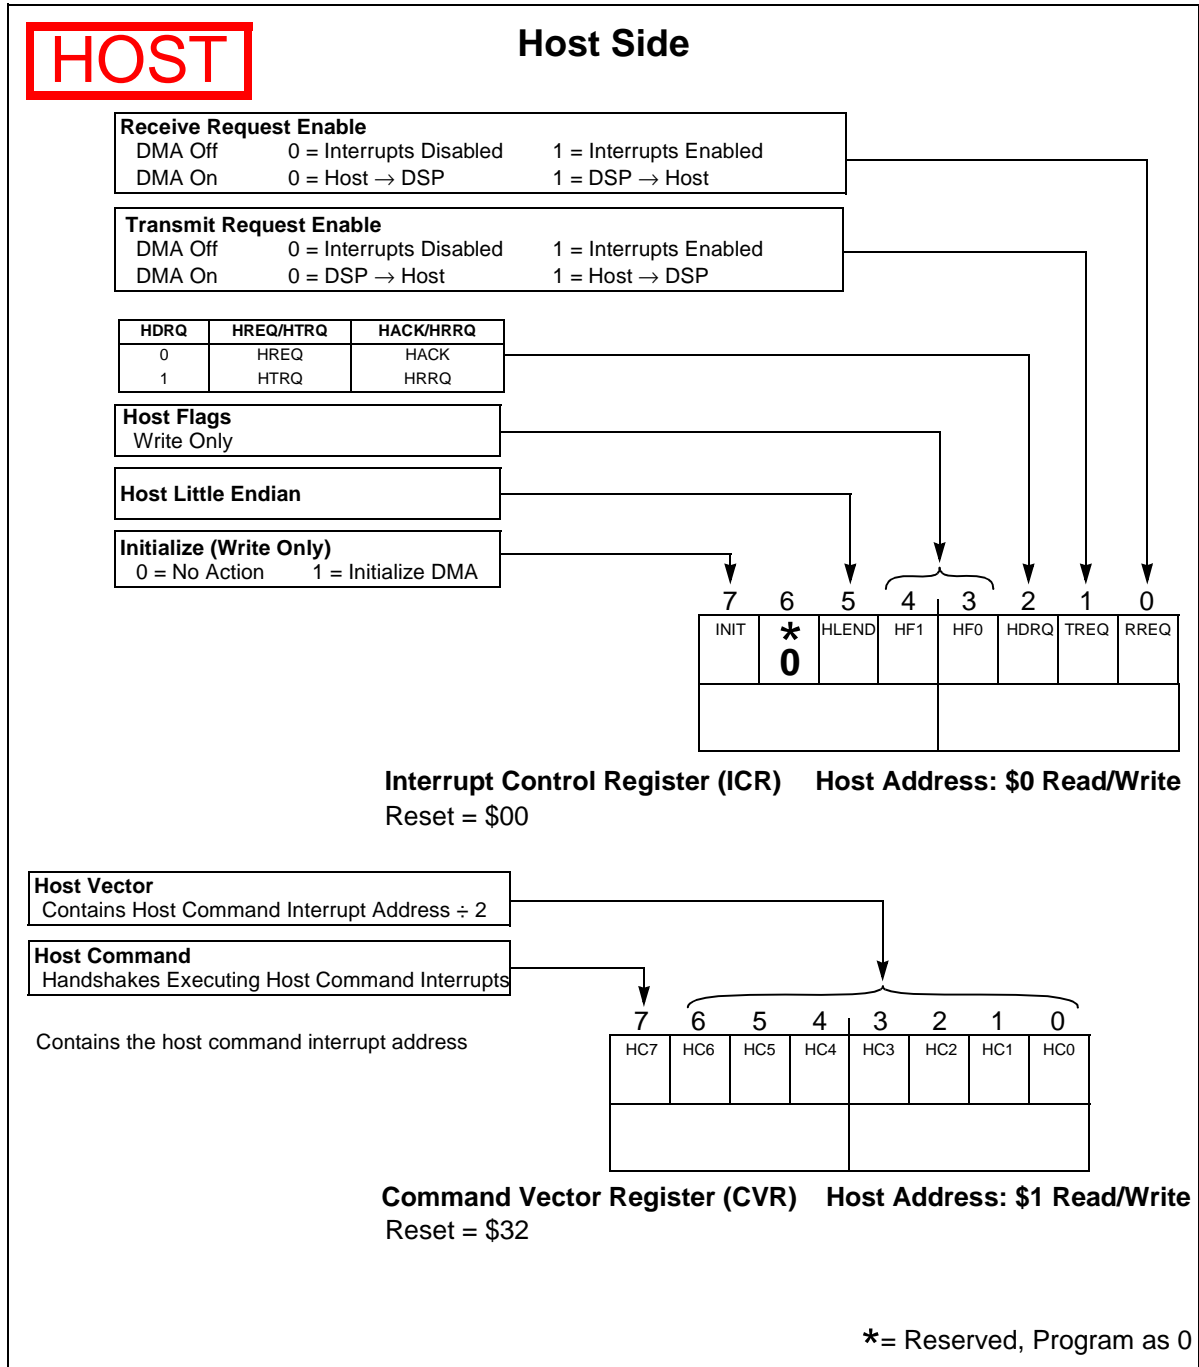 HOST
Host Side
Receive Request Enable
DMA Off 0 = Interrupts Disabled 1 = Interrupts Enabled
DMA On 0 = Host → DSP 1 = DSP → Host
Transmit Request Enable
DMA Off 0 = Interrupts Disabled 1 = Interrupts Enabled
DMA On 0 = DSP → Host 1 = Host → DSP
HDRQ HREQ/HTRQ HACK/HRRQ
0 HREQ HACK
1 HTRQ HRRQ
Host Flags
Write Only
Host Little Endian
Initialize (Write Only)
0 = No Action 1 = Initialize DMA
7 6 5 4 3 2 1 0
INIT * HLEND HF1 HF0 HDRQ TREQ RREQ
0
Interrupt Control Register (ICR) Host Address: $0 Read/Write
Reset = $00
Host Vector
Contains Host Command Interrupt Address ÷ 2
Host Command
Handshakes Executing Host Command Interrupts
Contains the host command interrupt address
7 6 5 4 3 2 1 0
HC7 HC6 HC5 HC4 HC3 HC2 HC1 HC0
Command Vector Register (CVR) Host Address: $1 Read/Write
Reset = $32
*= Reserved, Program as 0